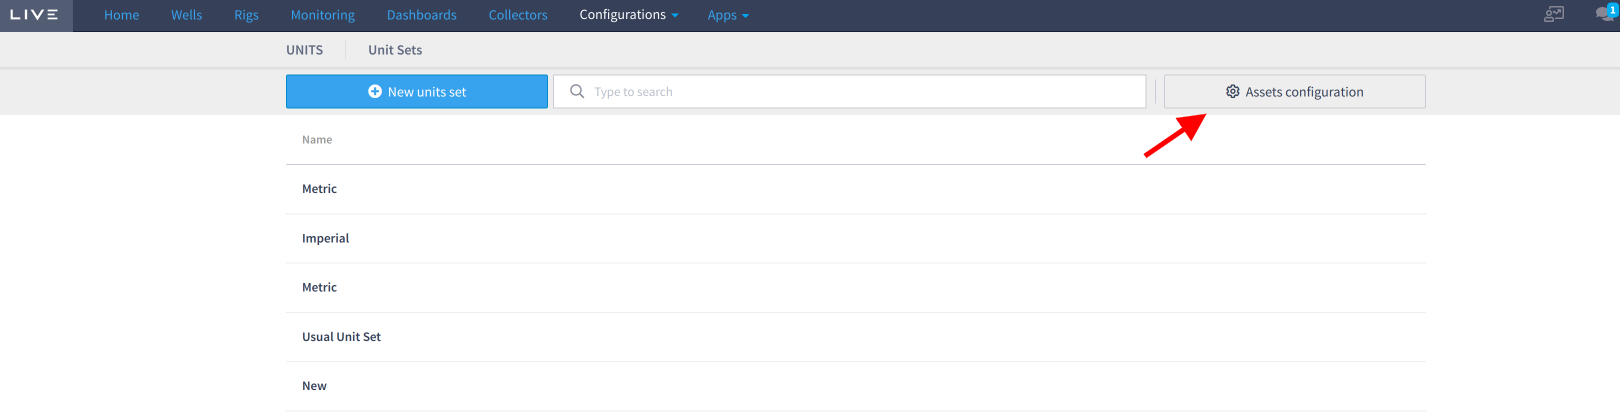 LIVE Home Wells Rigs Monitoring Dashboards Collectors Configurations Apps 1
UNITS Unit Sets
New units set Type to search Assets configuration
Name
Metric
Imperial
Metric
Usual Unit Set
New